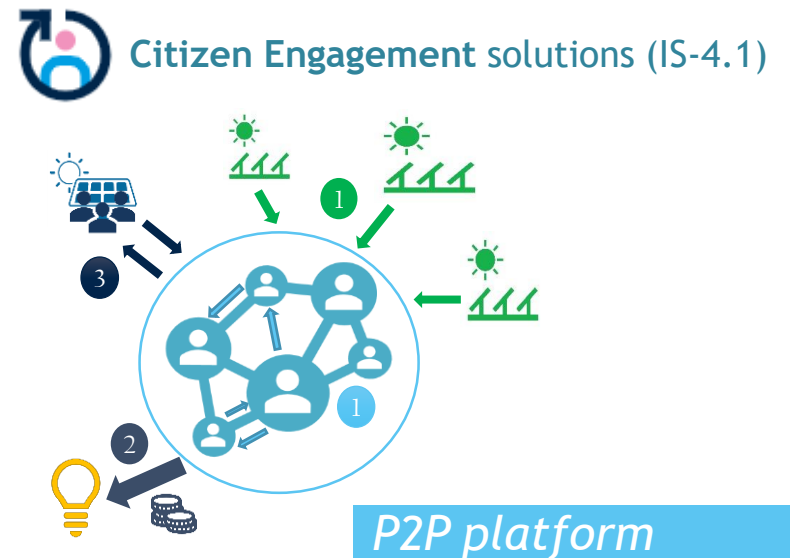 Citizen Engagement solutions (IS-4.1)
1
3
1
2
P2P platform